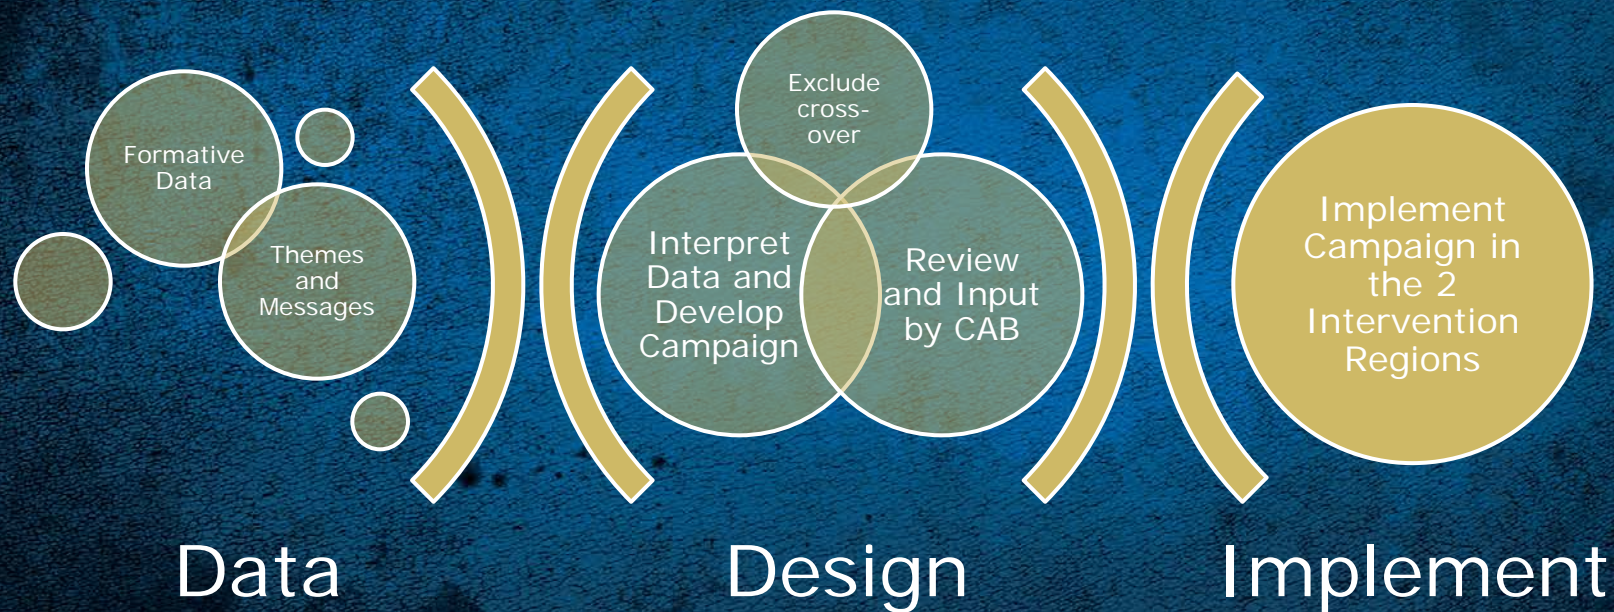 Formative
Data
Themes
and
Messages
Exclude
cross-
over
Interpret
Data and
Develop
Campaign
Review
and Input
by CAB
Implement
Campaign in
the 2
Intervention
Regions
Data
Design
Implement